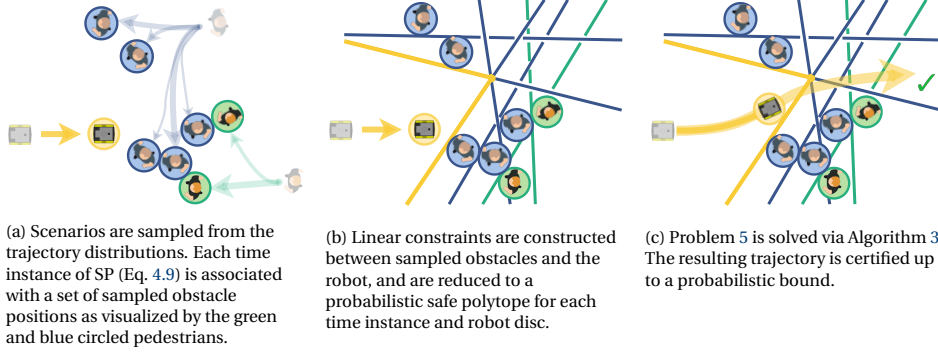 (a) Scenarios are sampled from the
trajectory distributions. Each time
instance of SP (Eq. 4.9) is associated
with a set of sampled obstacle
positions as visualized by the green
and blue circled pedestrians.
(b) Linear constraints are constructed
between sampled obstacles and the
robot, and are reduced to a
probabilistic safe polytope for each
time instance and robot disc.
(c) Problem 5 is solved via Algorithm 3
The resulting trajectory is certified up
to a probabilistic bound.